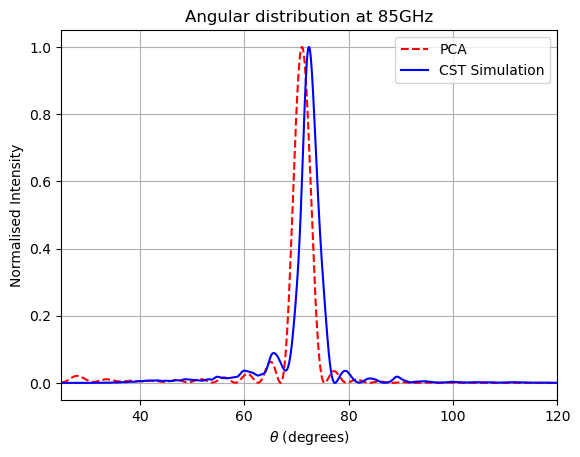 Angular distribution at 85GHz
PCA
CST Simulation
Normalised Intensity
1.0
0.8
0.6
0.4
0.2
0.0
40
60
80
100
120
θ (degrees)